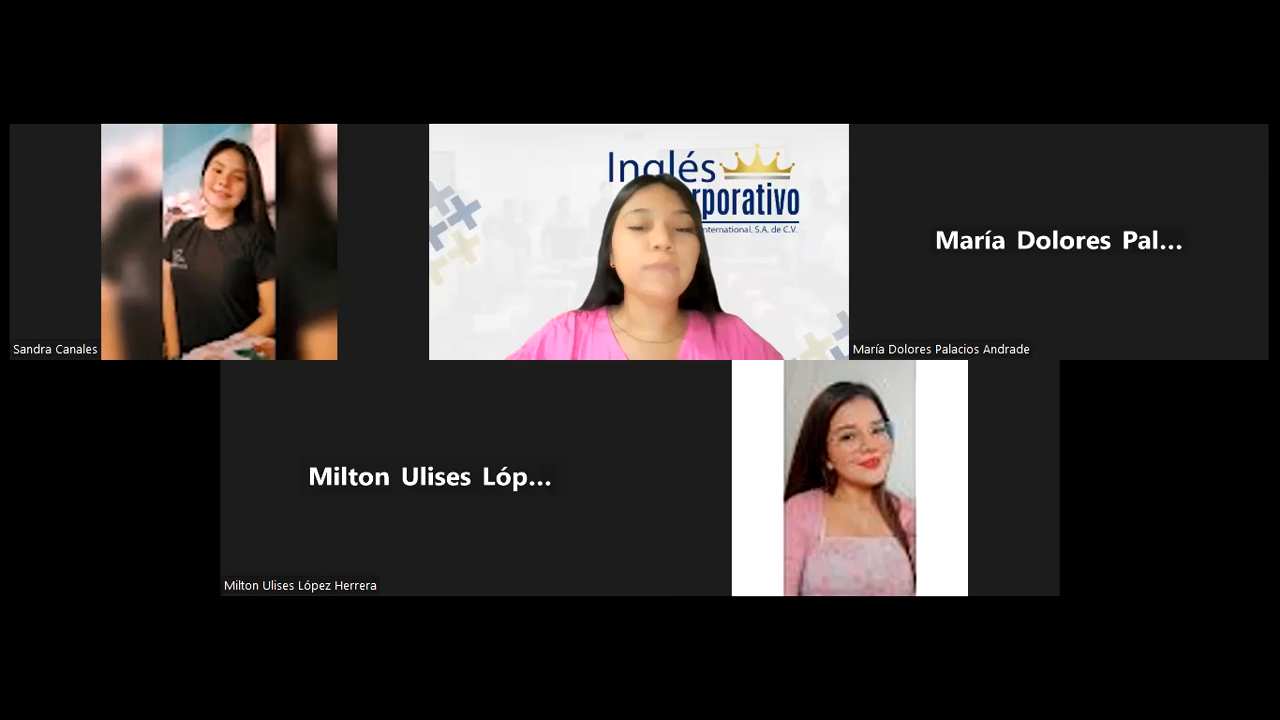 Inglés
rporativo
nternational, S.A. de C.V.
María Dolores Pal...
Sandra Canales
María Dolores Palacios Andrade
Milton Ulises Lóp...
Milton Ulises López Herrera